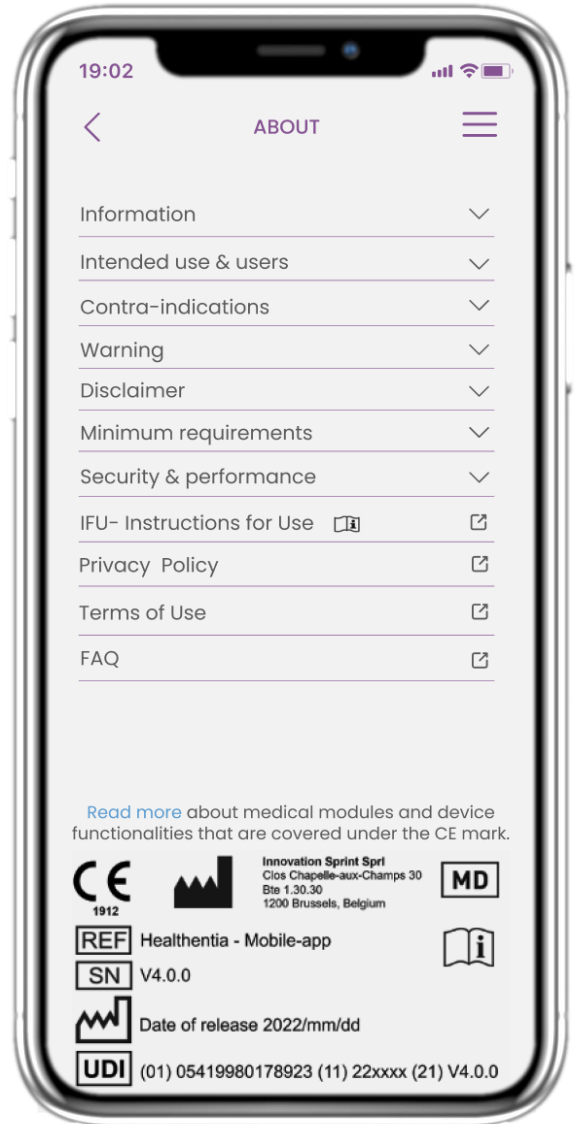 19:02
ABOUT
Information
Intended use & users
Contra-indications
Warning
Disclaimer
Minimum requirements
Security & performance
IFU- Instructions for Use i
Privacy Policy
Terms of Use
FAQ
Read more about medical modules and device
functionalities that are covered under the CE mark.
CE
1912
Innovation Sprint Sprl
Clos Chapelle-aux-Champs 30
Bte 1.30.30
1200 Brussels, Belgium
MD
REF Healthentia - Mobile-app
i
SN V4.0.0
Date of release 2022/mm/dd
UDI (01) 05419980178923 (11) 22xxxx (21) V4.0.0